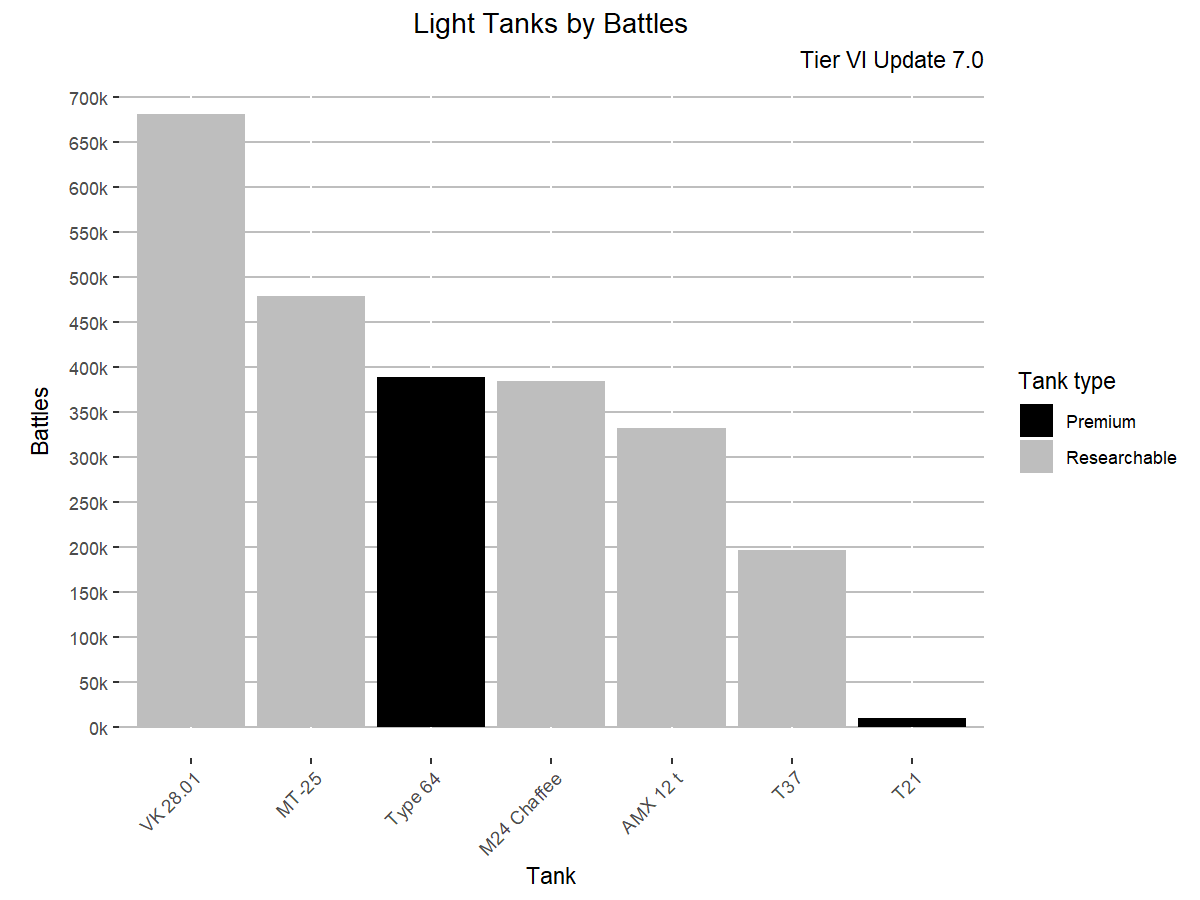 Light Tanks by Battles
Tier VI Update 7.0
700k
650k
600k
550k
500k
450k
400k
350k
300k
250k
200k
150k
100k
50k
0k
Battles
VK 28.01
MT-25
Type 64
M24 Chaffee
AMX 12 t
T37
T21
Tank
Tank type
Premium
Researchable